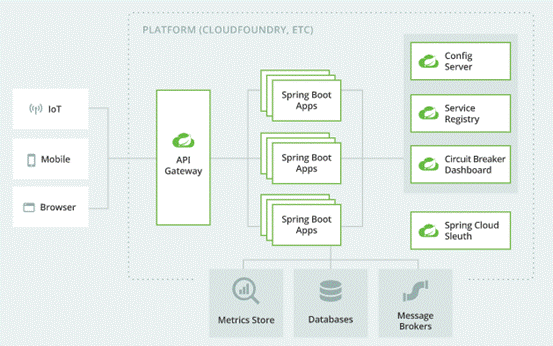 PLATFORM (CLOUDFOUNDRY, ETC)
IoT
Mobile
Browser
API
Gateway
Spring Boot
Apps
Spring Boot
Apps
Spring Boot
Apps
Config
Server
Service
Registry
Circuit Breaker
Dashboard
Spring Cloud
Sleuth
Metrics Store
Databases
Message
Brokers